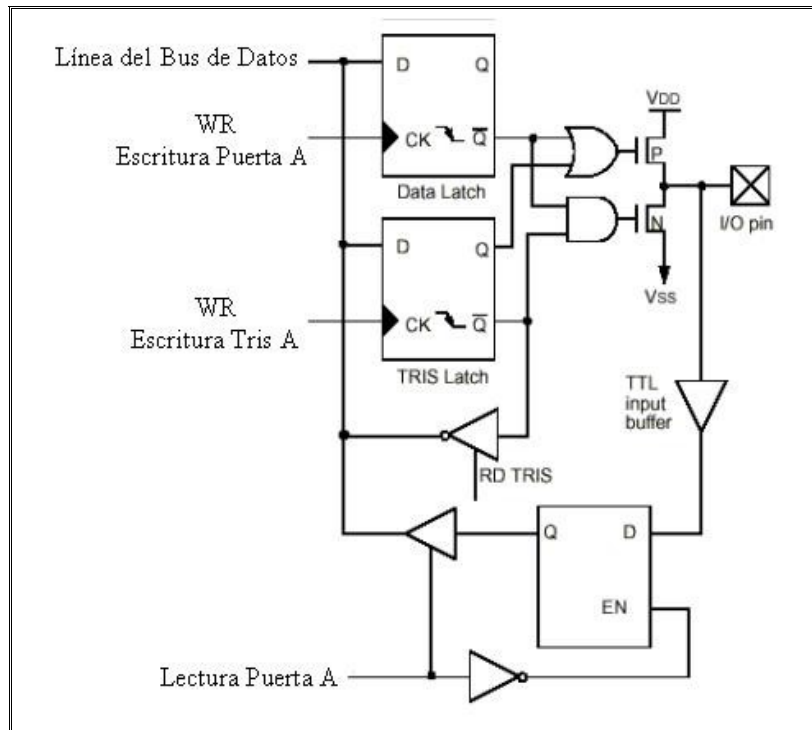 Línea del Bus de Datos
D Q
WR
Escritura Puerta A
CK Q
Data Latch
VDD
P
N
I/O pin
Vss
D Q
WR
Escritura Tris A
CK Q
TRIS Latch
TTL
input
buffer
RD TRIS
Q D
EN
Lectura Puerta A